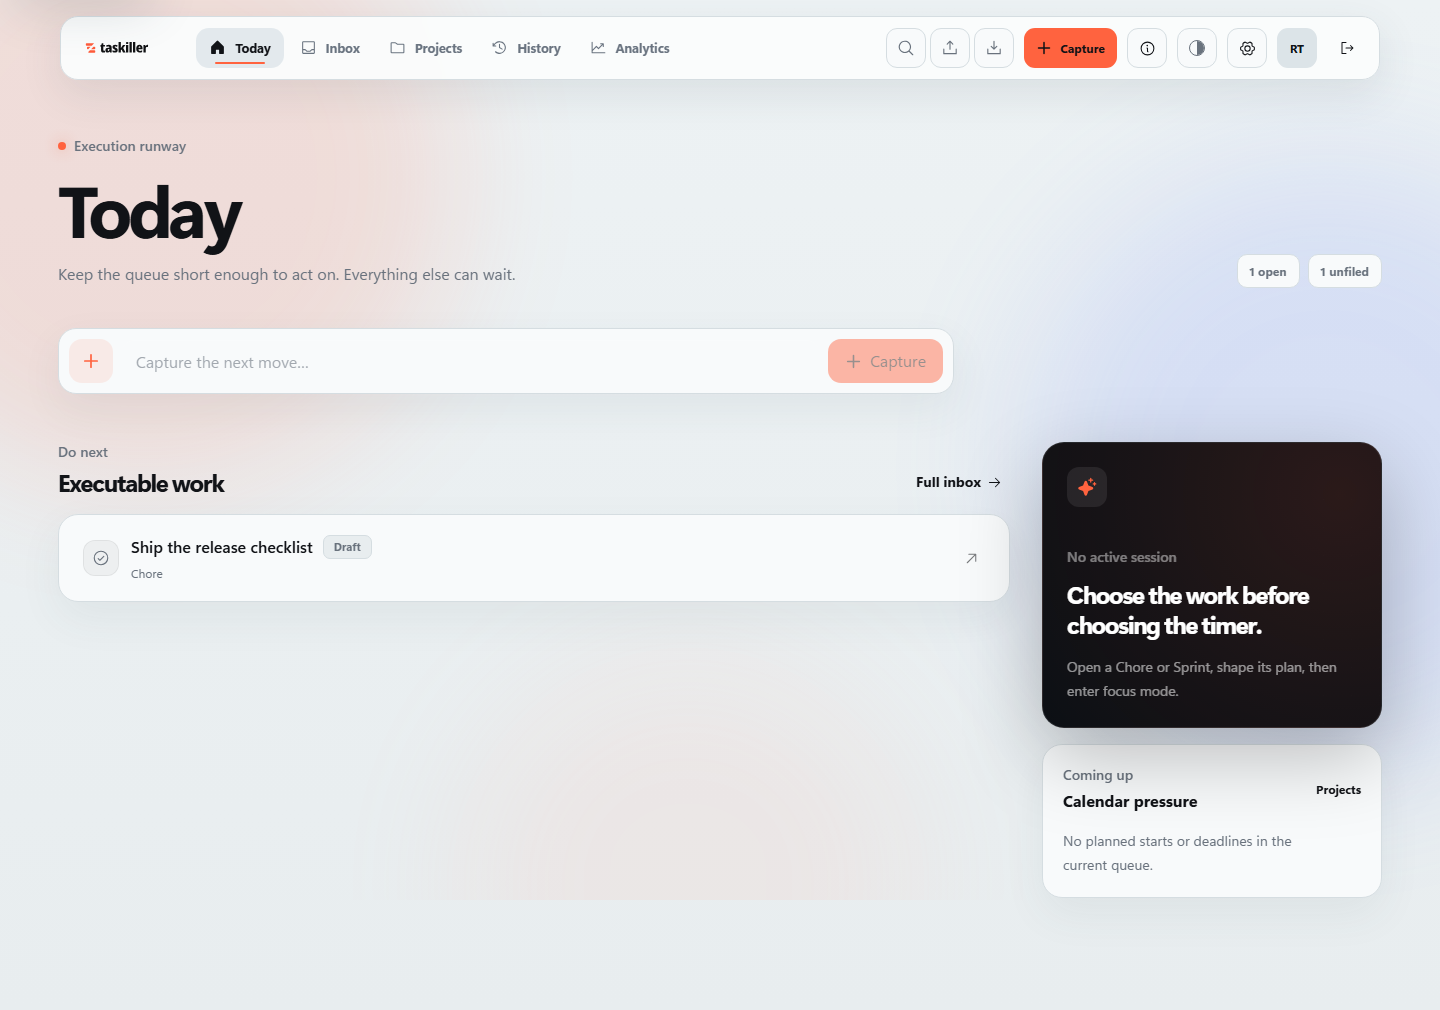 taskiller
Today
Inbox
Projects
History
Analytics
Capture
RT
Execution runway
Today
Keep the queue short enough to act on. Everything else can wait.
1 open
1 unfiled
Capture the next move...
Capture
Do next
Executable work
Full inbox
Ship the release checklist
Draft
Chore
No active session
Choose the work before
choosing the timer.
Open a Chore or Sprint, shape its plan, then
enter focus mode.
Coming up
Calendar pressure
Projects
No planned starts or deadlines in the
current queue.